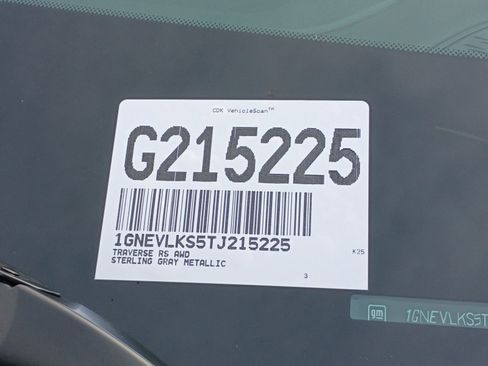 CDK VehicleScan™
G215225
1GNEVLKS5TJ215225
TRAVERSE RS AWD
K25
STERLING GRAY METALLIC
3
gm
1GNEVLKS5T